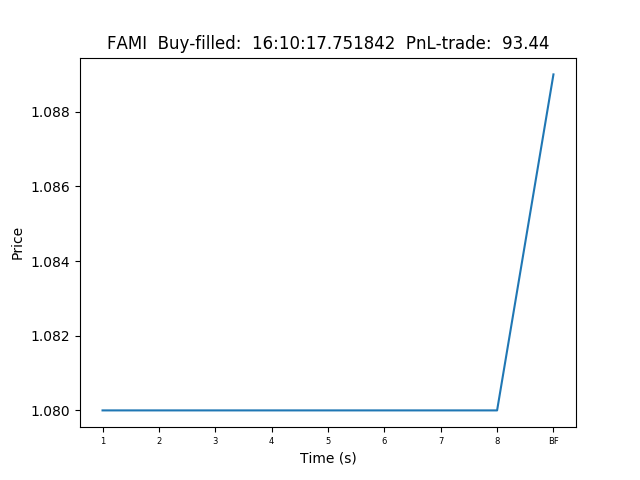 FAMI  Buy-filled:  16:10:17.751842  PnL-trade:  93.44
Price
1.088
1.086
1.084
1.082
1.080
1 2 3 4 5 6 7 8 BF
Time (s)